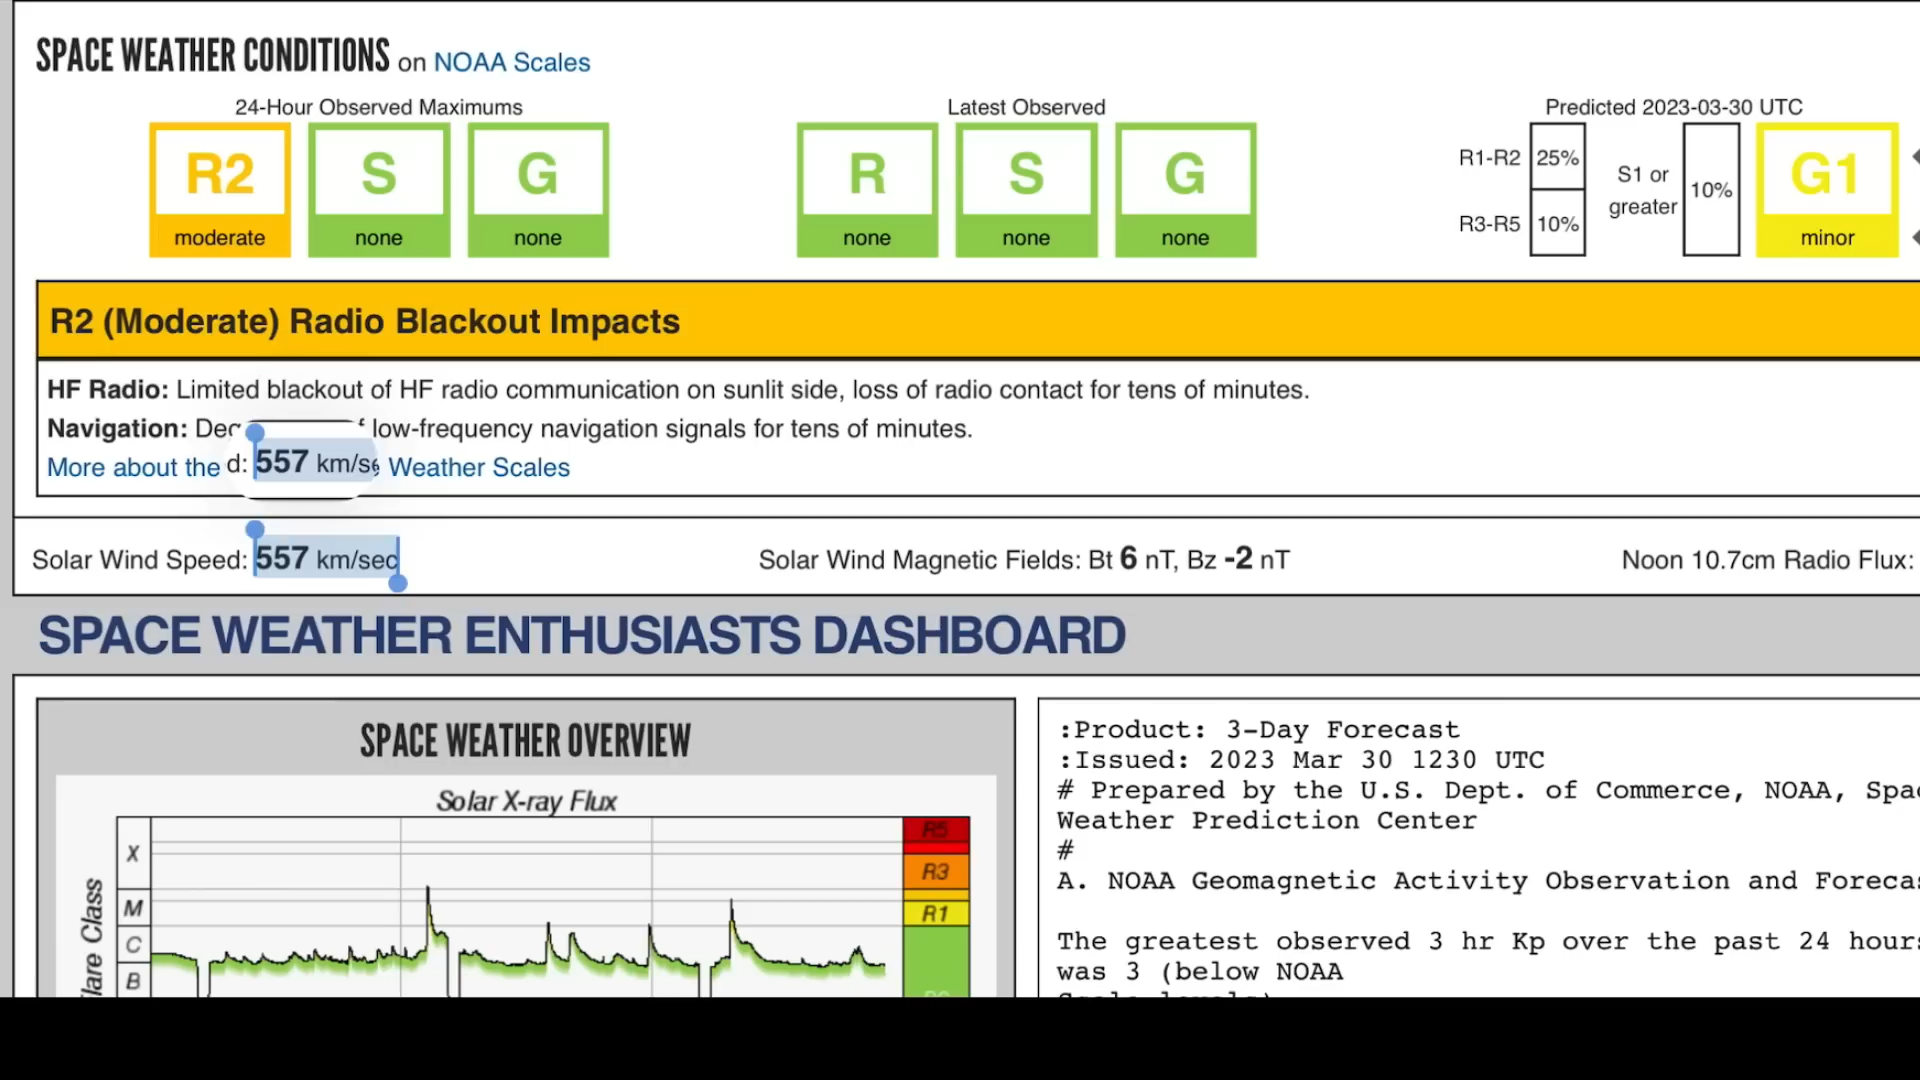 SPACE WEATHER CONDITIONS on NOAA Scales
24-Hour Observed Maximums
R2
moderate
S
none
G
none
Latest Observed
R
none
S
none
G
none
Predicted 2023-03-30 UTC
R1-R2 25%
R3-R5 10%
S1 or
greater
10%
G1
minor
R2 (Moderate) Radio Blackout Impacts
HF Radio: Limited blackout of HF radio communication on sunlit side, loss of radio contact for tens of minutes.
Navigation: low-frequency navigation signals for tens of minutes.
More about the Weather Scales
d: 557
Solar Wind Speed: 557 km/sec
Solar Wind Magnetic Fields: Bt 6 nT, Bz -2 nT
Noon 10.7cm Radio Flux:
SPACE WEATHER ENTHUSIASTS DASHBOARD
SPACE WEATHER OVERVIEW
Solar X-ray Flux
X
M
C
B
Class
R5
R3
R1
:Product: 3-Day Forecast
:Issued: 2023 Mar 30 1230 UTC
# Prepared by the U.S. Dept. of Commerce, NOAA,
Weather Prediction Center
#
A. NOAA Geomagnetic Activity Observation and
The greatest observed 3 hr Kp over the past 24
was 3 (below NOAA